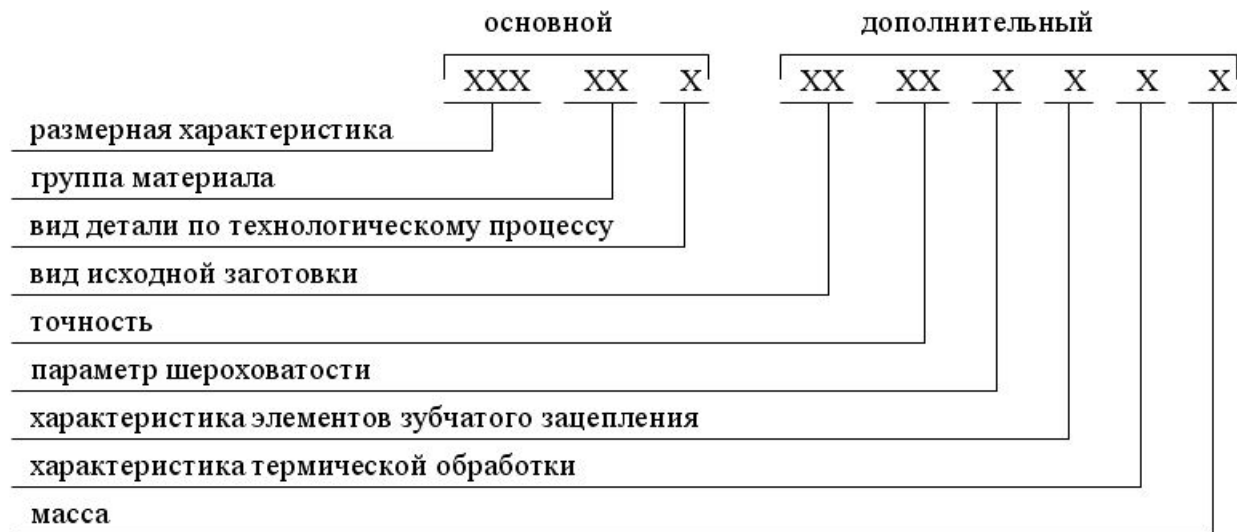 основной дополнительный
XXX XX X XX XX X X X X
размерная характеристика
группа материала
вид детали по технологическому процессу
вид исходной заготовки
точность
параметр шероховатости
характеристика элементов зубчатого зацепления
характеристика термической обработки
масса